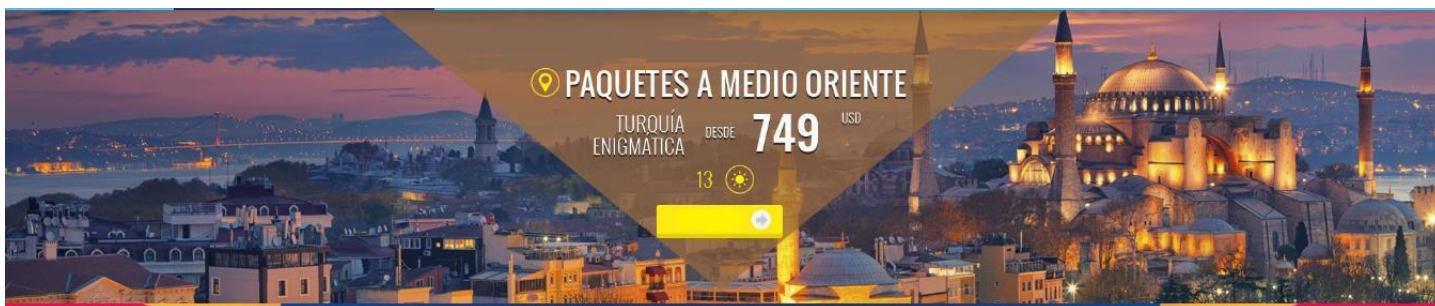 PAQUETES A MEDIO ORIENTE
TURQUÍA
ENIGMÁTICA
DESDE 749 USD
13